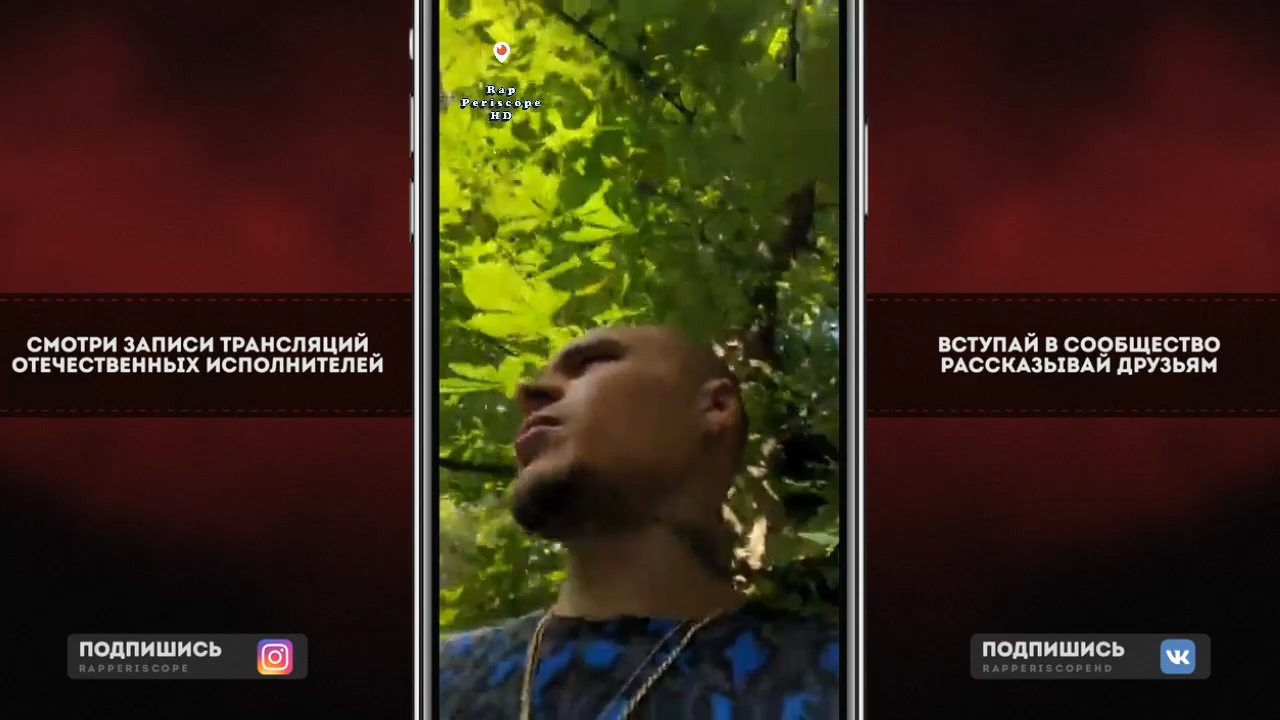 Rap
Periscope
HD
СМОТРИ ЗАПИСИ ТРАНСЛЯЦИЙ
ОТЕЧЕСТВЕННЫХ ИСПОЛНИТЕЛЕЙ
ВСТУПАЙ В СООБЩЕСТВО
РАССКАЗЫВАЙ ДРУЗЬЯМ
ПОДПИШИСЬ
RAPPERISCOPE
ПОДПИШИСЬ
RAPPERISCOPEHD